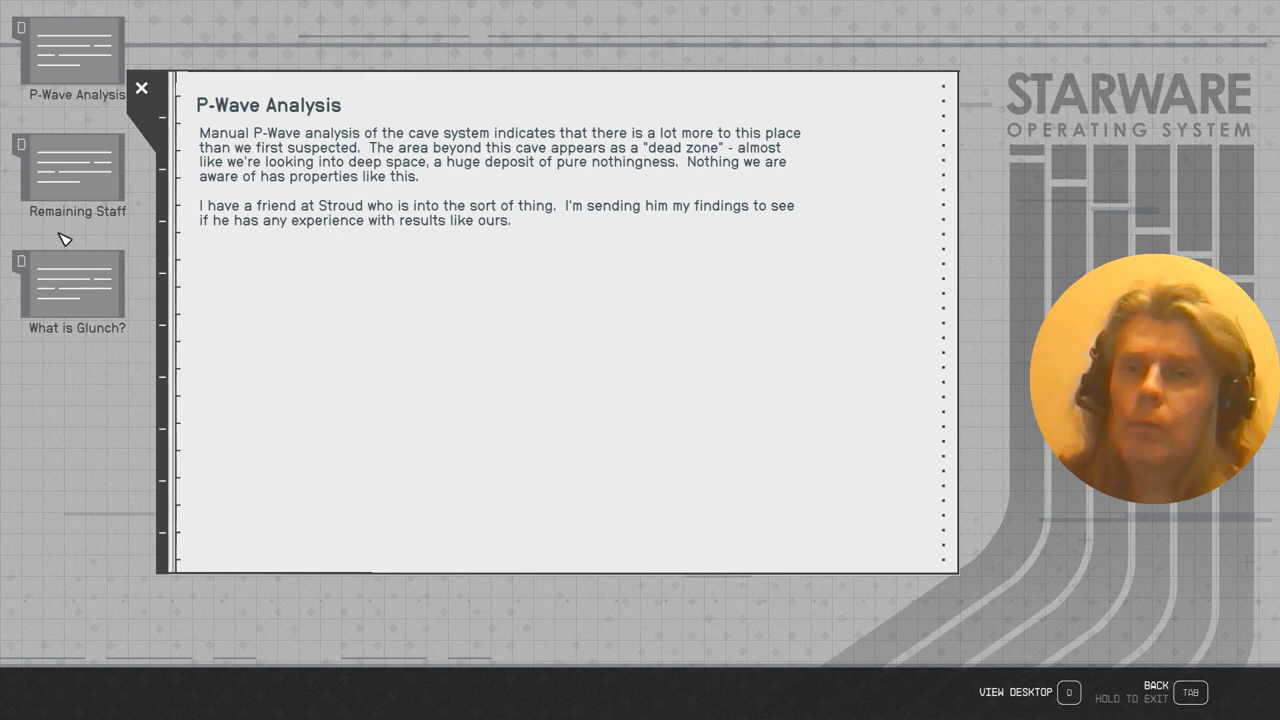 P-Wave Analysis
Remaining Staff
What is Glunch?
P-Wave Analysis
Manual P-Wave analysis of the cave system indicates that there is a lot more to this place
than we first suspected.  The area beyond this cave appears as a "dead zone" - almost
like we're looking into deep space, a huge deposit of pure nothingness.  Nothing we are
aware of has properties like this.
I have a friend at Stroud who is into the sort of thing.  I'm sending him my findings to see
if he has any experience with results like ours.
STARWARE
OPERATING SYSTEM
VIEW DESKTOP Q
BACK
HOLD TO EXIT TAB